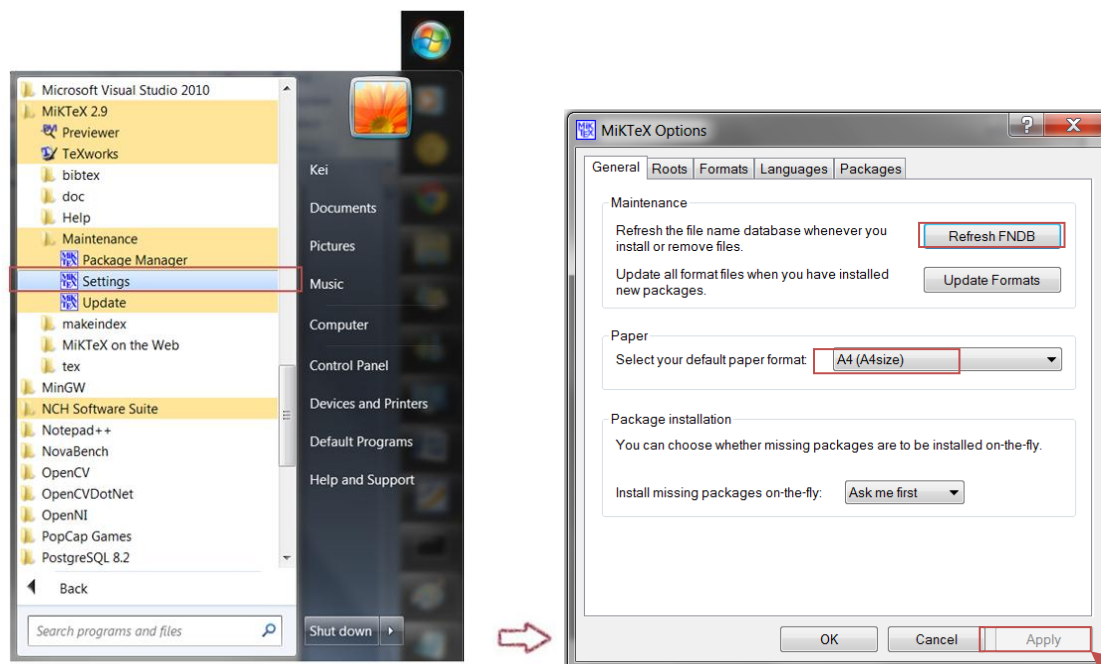 Microsoft Visual Studio 2010
MiKTeX 2.9
Previewer
TeXworks
bibtex
doc
Help
Maintenance
Package Manager
Settings
Update
makeindex
MiKTeX on the Web
tex
MinGW
NCH Software Suite
Notepad++
NovaBench
OpenCV
OpenCVDotNet
OpenNI
PopCap Games
PostgreSQL 8.2
Back
Search programs and files
Kei
Documents
Pictures
Music
Computer
Control Panel
Devices and Printers
Default Programs
Help and Support
Shut down
MiKTeX Options
General Roots Formats Languages Packages
Maintenance
Refresh the file name database whenever you
install or remove files.
Refresh FNDB
Update all format files when you have installed
new packages.
Update Formats
Paper
Select your default paper format:
A4 (A4size)
Package installation
You can choose whether missing packages are to be installed on-the-fly.
Install missing packages on-the-fly:
Ask me first
OK Cancel Apply